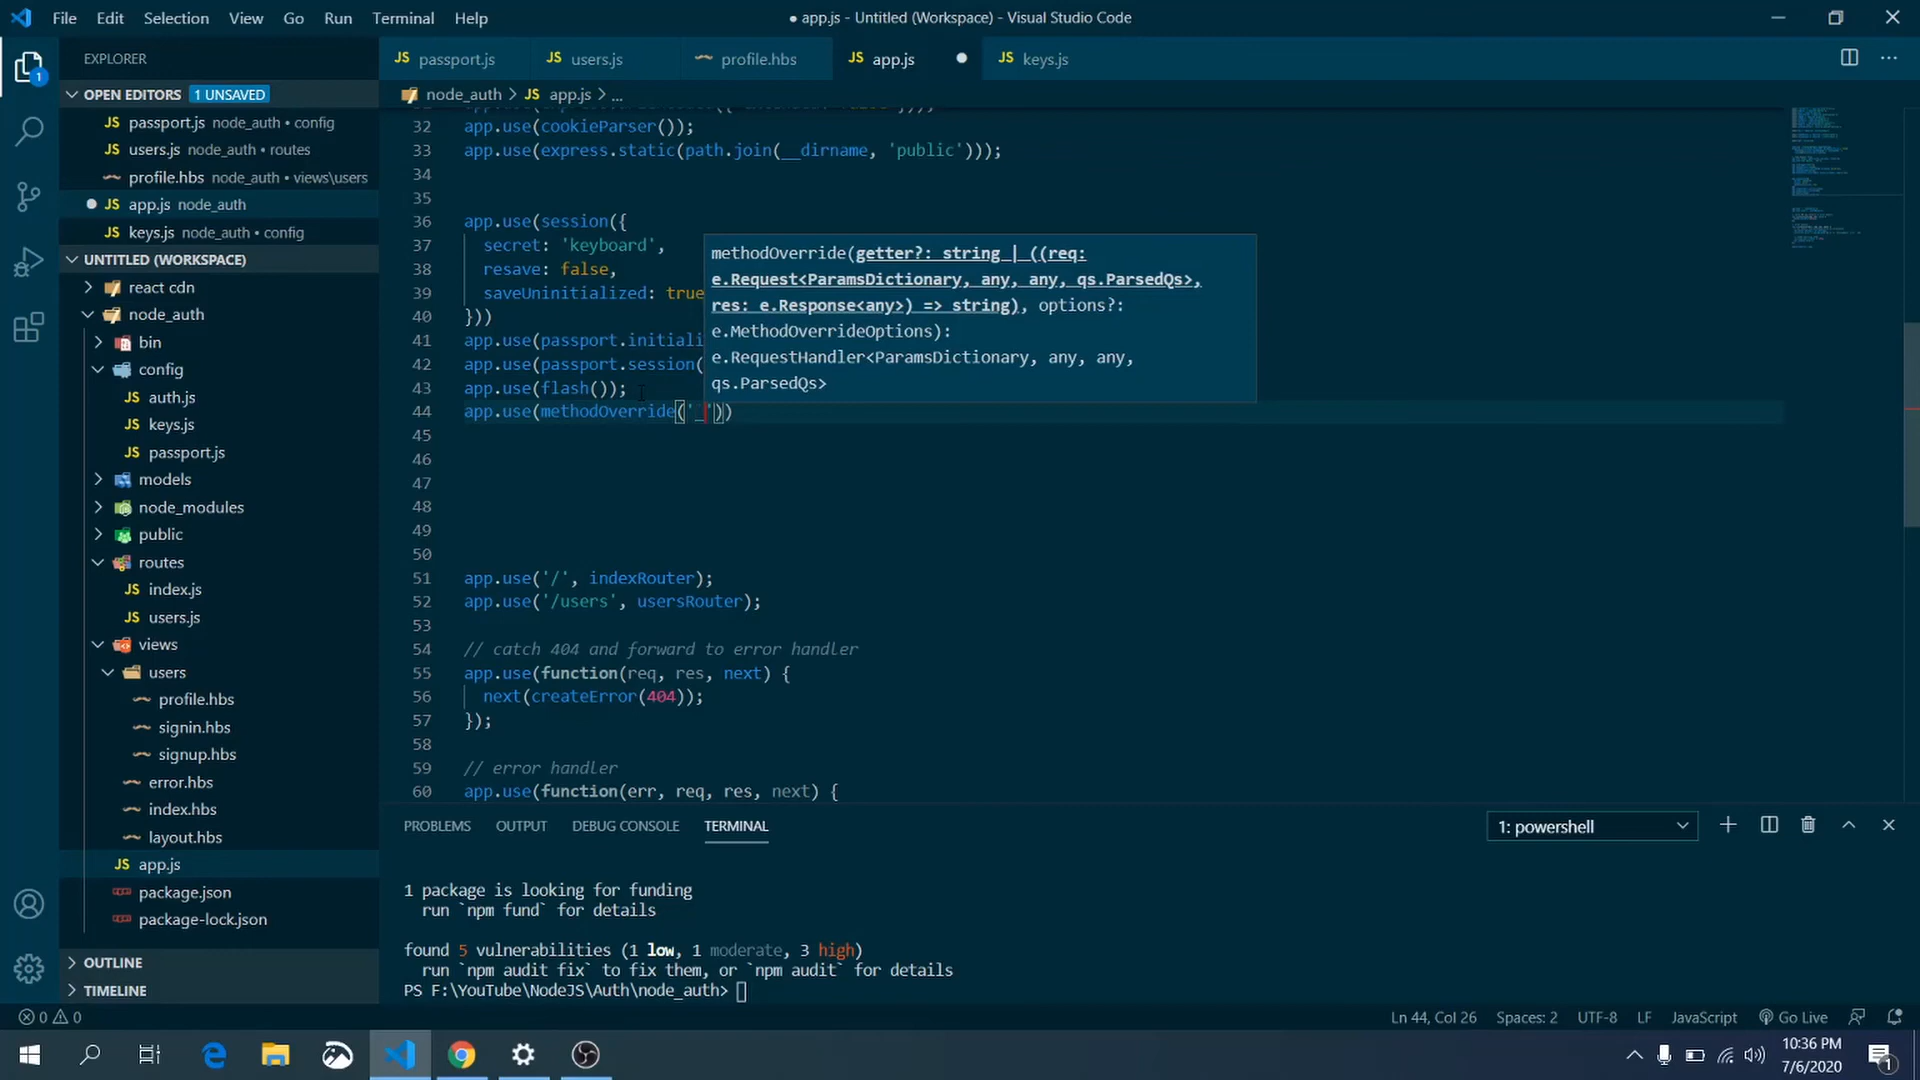 File Edit Selection View Go Run Terminal Help
● app.js - Untitled (Workspace) - Visual Studio Code
EXPLORER
JS passport.js
JS users.js
profile.hbs
JS app.js
JS keys.js
1
OPEN EDITORS 1 UNSAVED
JS passport.js node_auth • config
JS users.js node_auth • routes
profile.hbs node_auth • views\users
JS app.js node_auth
JS keys.js node_auth • config
UNTITLED (WORKSPACE)
react cdn
node_auth
bin
config
JS auth.js
JS keys.js
JS passport.js
models
node_modules
public
routes
JS index.js
JS users.js
views
users
profile.hbs
signin.hbs
signup.hbs
error.hbs
index.hbs
layout.hbs
JS app.js
package.json
package-lock.json
OUTLINE
TIMELINE
node_auth > JS app.js > ...
32 app.use(cookieParser());
33 app.use(express.static(path.join(__dirname, 'public')));
34
35
36 app.use(session({
37 secret: 'keyboard',
38 resave: false,
39 saveUninitialized: true
40 }))
41 app.use(passport.initiali
42 app.use(passport.session(
43 app.use(flash());
44 app.use(methodOverride('_'))
45
46
47
48
49
50
51 app.use('/', indexRouter);
52 app.use('/users', usersRouter);
53
54 // catch 404 and forward to error handler
55 app.use(function(req, res, next) {
56 next(createError(404));
57 });
58
59 // error handler
60 app.use(function(err, req, res, next) {
methodOverride(getter?: string | ((req:
e.Request<ParamsDictionary, any, any, qs.ParsedQs>,
res: e.Response<any>) => string), options?:
e.MethodOverrideOptions):
e.RequestHandler<ParamsDictionary, any, any,
qs.ParsedQs>
PROBLEMS OUTPUT DEBUG CONSOLE TERMINAL
1: powershell
1 package is looking for funding
run `npm fund` for details
found 5 vulnerabilities (1 low, 1 moderate, 3 high)
run `npm audit fix` to fix them, or `npm audit` for details
PS F:\YouTube\NodeJS\Auth\node_auth>
0 0
Ln 44, Col 26 Spaces: 2 UTF-8 LF JavaScript Go Live
10:36 PM
7/6/2020
1